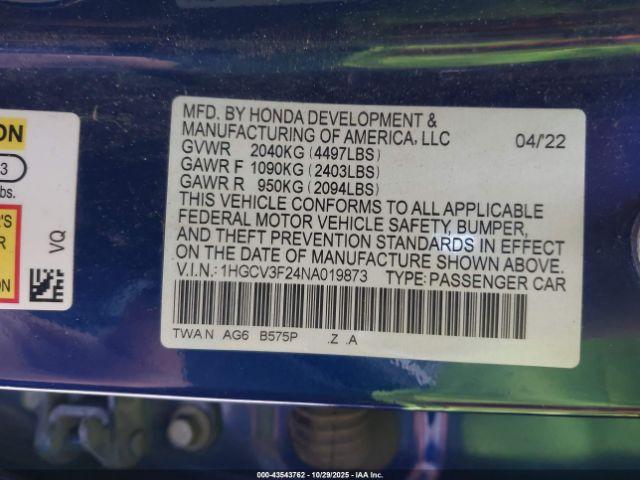 MFD. BY HONDA DEVELOPMENT &
MANUFACTURING OF AMERICA, LLC 04/'22
GVWR 2040KG (4497LBS)
GAWR F 1090KG (2403LBS)
GAWR R 950KG (2094LBS)
THIS VEHICLE CONFORMS TO ALL APPLICABLE
FEDERAL MOTOR VEHICLE SAFETY, BUMPER,
AND THEFT PREVENTION STANDARDS IN EFFECT
ON THE DATE OF MANUFACTURE SHOWN ABOVE.
V.I.N.: 1HGCV3F24NA019873 TYPE: PASSENGER CAR
TWA N AG6 B575P .Z .A
ON
3
bs.
'S
R
VQ
000-43543762 | 10/29/2025 | IAA Inc.